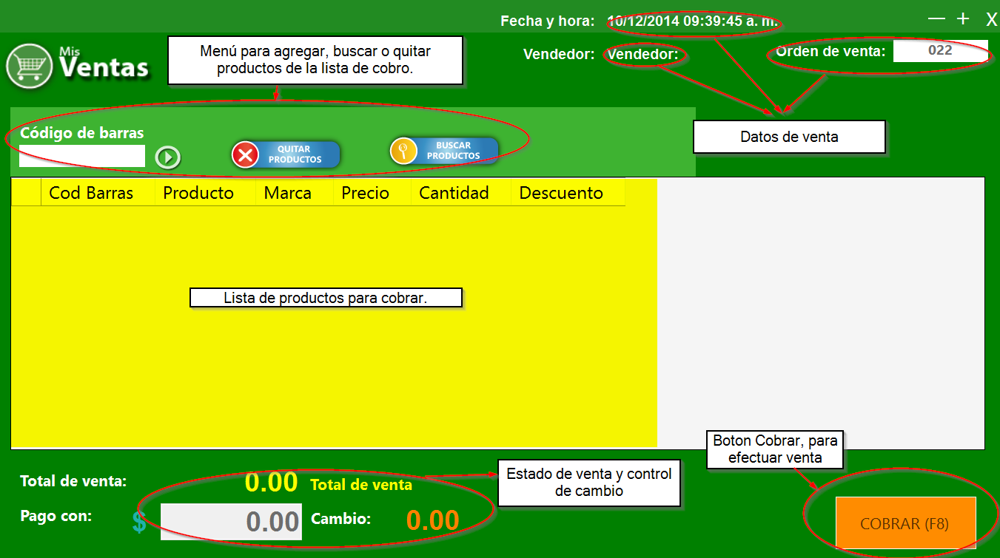 Fecha y hora: 10/12/2014 09:39:45 a. m.
— + X
Mis
Ventas
Menú para agregar, buscar o quitar
productos de la lista de cobro.
Vendedor: Vendedor:
Orden de venta: 022
Datos de venta
Código de barras
QUITAR
PRODUCTOS
BUSCAR
PRODUCTOS
Cod Barras Producto Marca Precio Cantidad Descuento
Lista de productos para cobrar.
Boton Cobrar, para
efectuar venta
Total de venta: 0.00 Total de venta
Estado de venta y control
de cambio
Pago con: $ 0.00 Cambio: 0.00
COBRAR (F8)